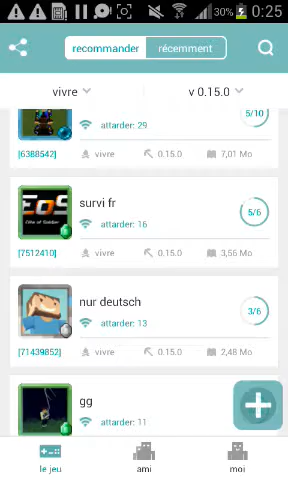 30% 0:25
recommander récemment
vivre v 0.15.0
5/10
attarder: 29
[6388542] vivre 0.15.0 7,01 Mo
EOS
survi fr
5/6
attarder: 16
[7512410] vivre 0.15.0 3,56 Mo
nur deutsch
3/6
attarder: 13
[71439852] vivre 0.15.0 2,48 Mo
gg
attarder: 11
le jeu ami moi